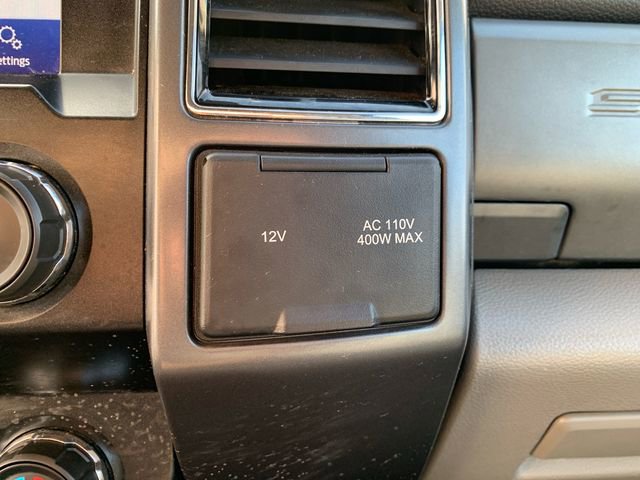 ettings
12V
AC 110V
400W MAX
S